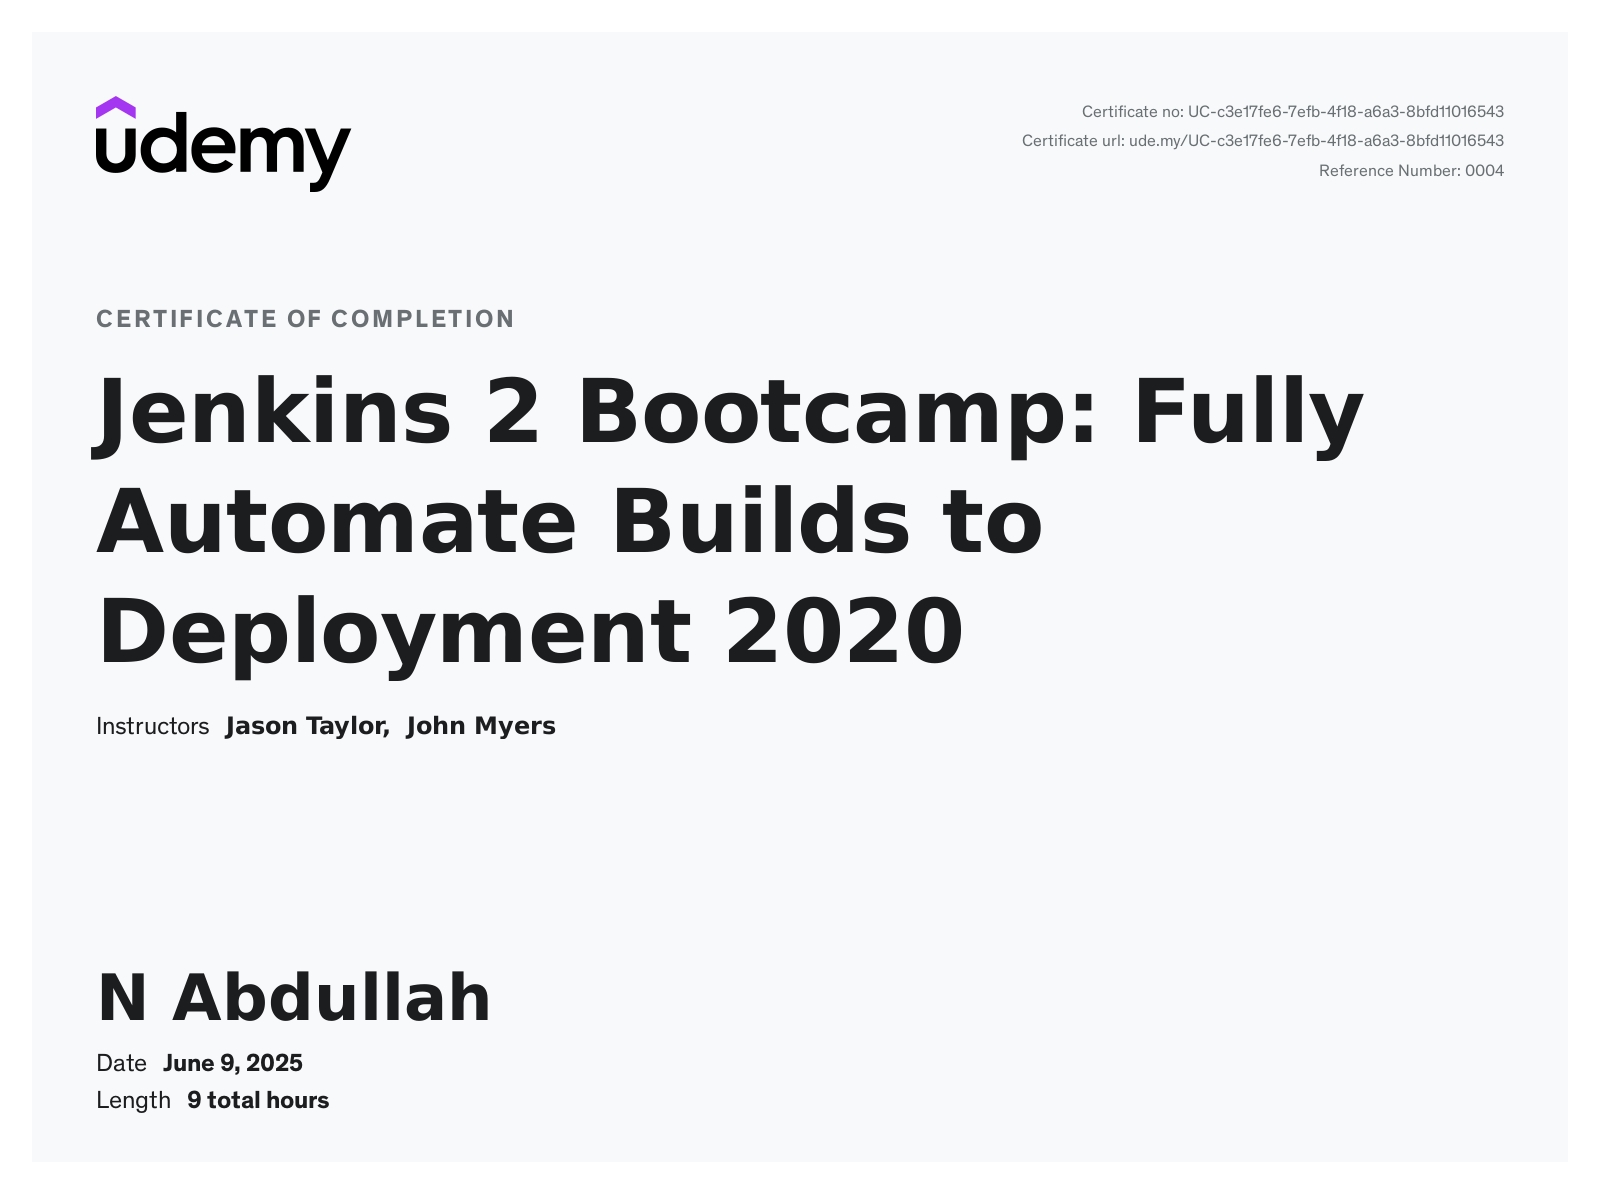 udemy
Certificate no: UC-c3e17fe6-7efb-4f18-a6a3-8bfd11016543
Certificate url: ude.my/UC-c3e17fe6-7efb-4f18-a6a3-8bfd11016543
Reference Number: 0004
CERTIFICATE OF COMPLETION
Jenkins 2 Bootcamp: Fully
Automate Builds to
Deployment 2020
Instructors Jason Taylor, John Myers
N Abdullah
Date June 9, 2025
Length 9 total hours